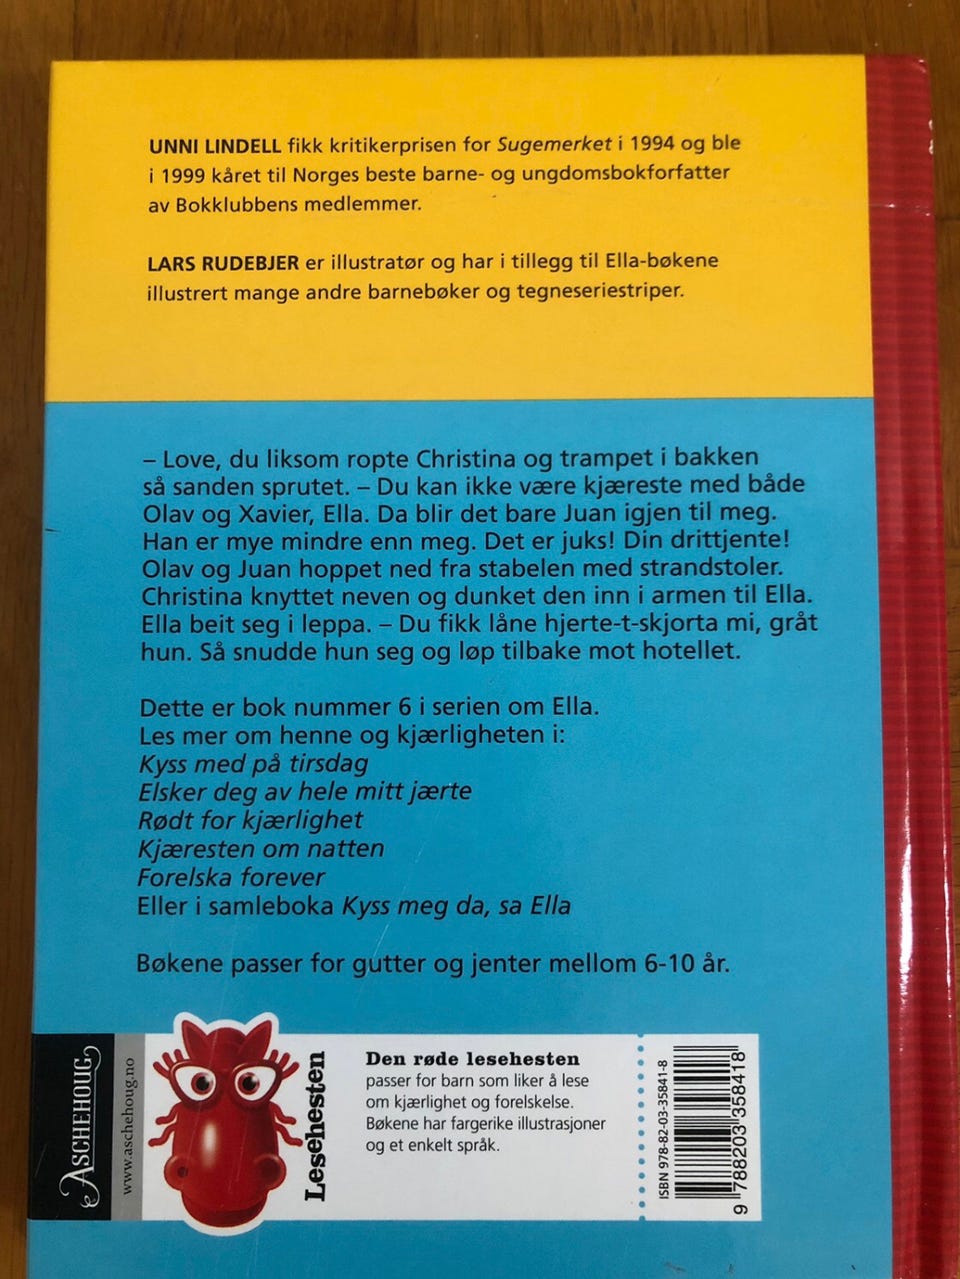 UNNI LINDELL fikk kritikerprisen for Sugemerket i 1994 og ble
i 1999 kåret til Norges beste barne- og ungdomsbokforfatter
av Bokklubbens medlemmer.
LARS RUDEBJER er illustratør og har i tillegg til Ella-bøkene
illustrert mange andre barnebøker og tegneseriestriper.
– Love, du liksom ropte Christina og trampet i bakken
så sanden sprutet. – Du kan ikke være kjæreste med både
Olav og Xavier, Ella. Da blir det bare Juan igjen til meg.
Han er mye mindre enn meg. Det er juks! Din drittjente!
Olav og Juan hoppet ned fra stabelen med strandstoler.
Christina knyttet neven og dunket den inn i armen til Ella.
Ella beit seg i leppa. – Du fikk låne hjerte-t-skjorta mi, gråt
hun. Så snudde hun seg og løp tilbake mot hotellet.
Dette er bok nummer 6 i serien om Ella.
Les mer om henne og kjærligheten i:
Kyss med på tirsdag
Elsker deg av hele mitt jærte
Rødt for kjærlighet
Kjæresten om natten
Forelska forever
Eller i samleboka Kyss meg da, sa Ella
Bøkene passer for gutter og jenter mellom 6-10 år.
ASCHEHOUG
www.aschehoug.no
Lesehesten
Den røde lesehesten
passer for barn som liker å lese
om kjærlighet og forelskelse.
Bøkene har fargerike illustrasjoner
og et enkelt språk.
ISBN 978-82-03-35841-8
9 788203 358418